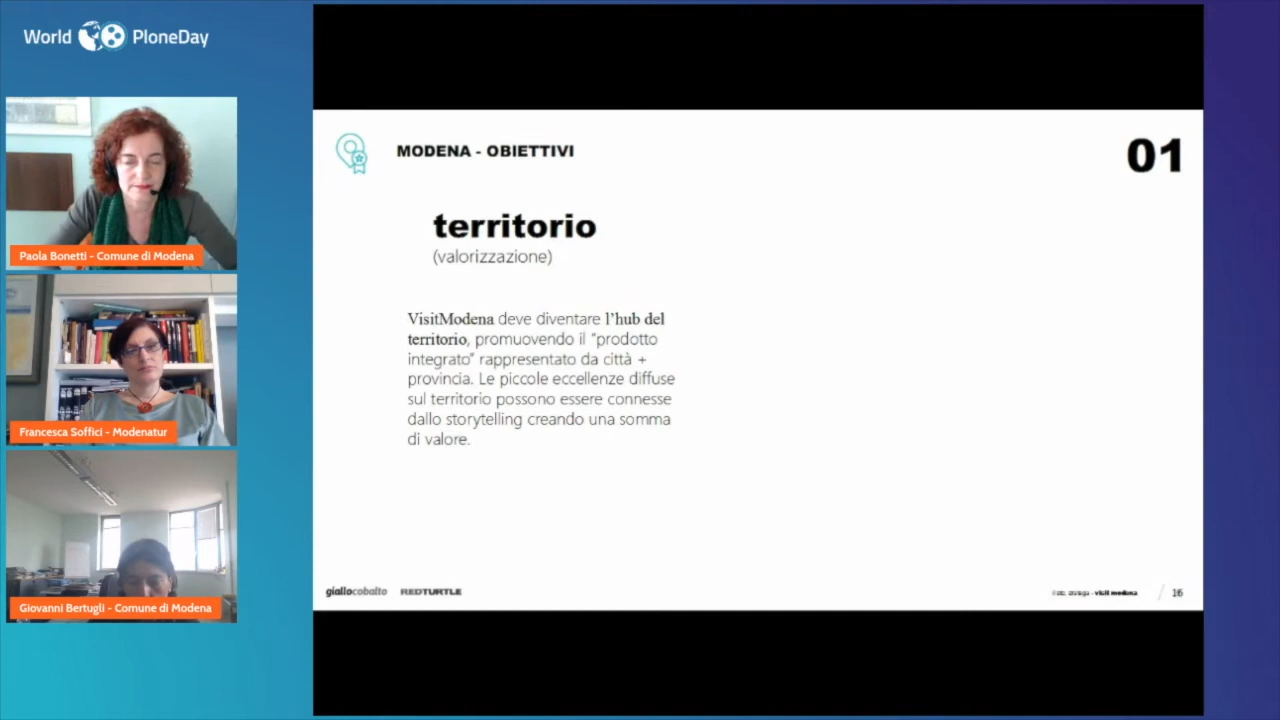 World PloneDay
Paola Bonetti - Comune di Modena
Francesca Soffici - Modenatur
Giovanni Bertugli - Comune di Modena
MODENA - OBIETTIVI
01
territorio
(valorizzazione)
VisitModena deve diventare l’hub del
territorio, promuovendo il “prodotto
integrato” rappresentato da città +
provincia. Le piccole eccellenze diffuse
sul territorio possono essere connesse
dallo storytelling creando una somma
di valore.
giallocobalto REDTURTLE
- visit modena / 16